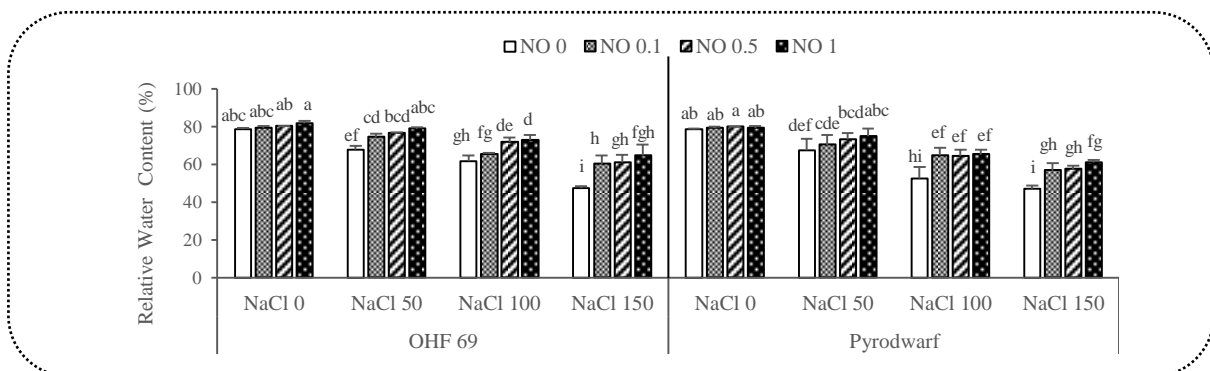 NO 0 NO 0.1 NO 0.5 NO 1
Relative Water Content (%)
100
80
60
40
20
0
abc abc ab a
ef cd bcd abc
gh fg de d
i h gh fgh
ab ab a ab
def cde bcd abc
hi ef ef ef
i gh gh fg
NaCl 0 NaCl 50 NaCl 100 NaCl 150 NaCl 0 NaCl 50 NaCl 100 NaCl 150
OHF 69 Pyrodwarf